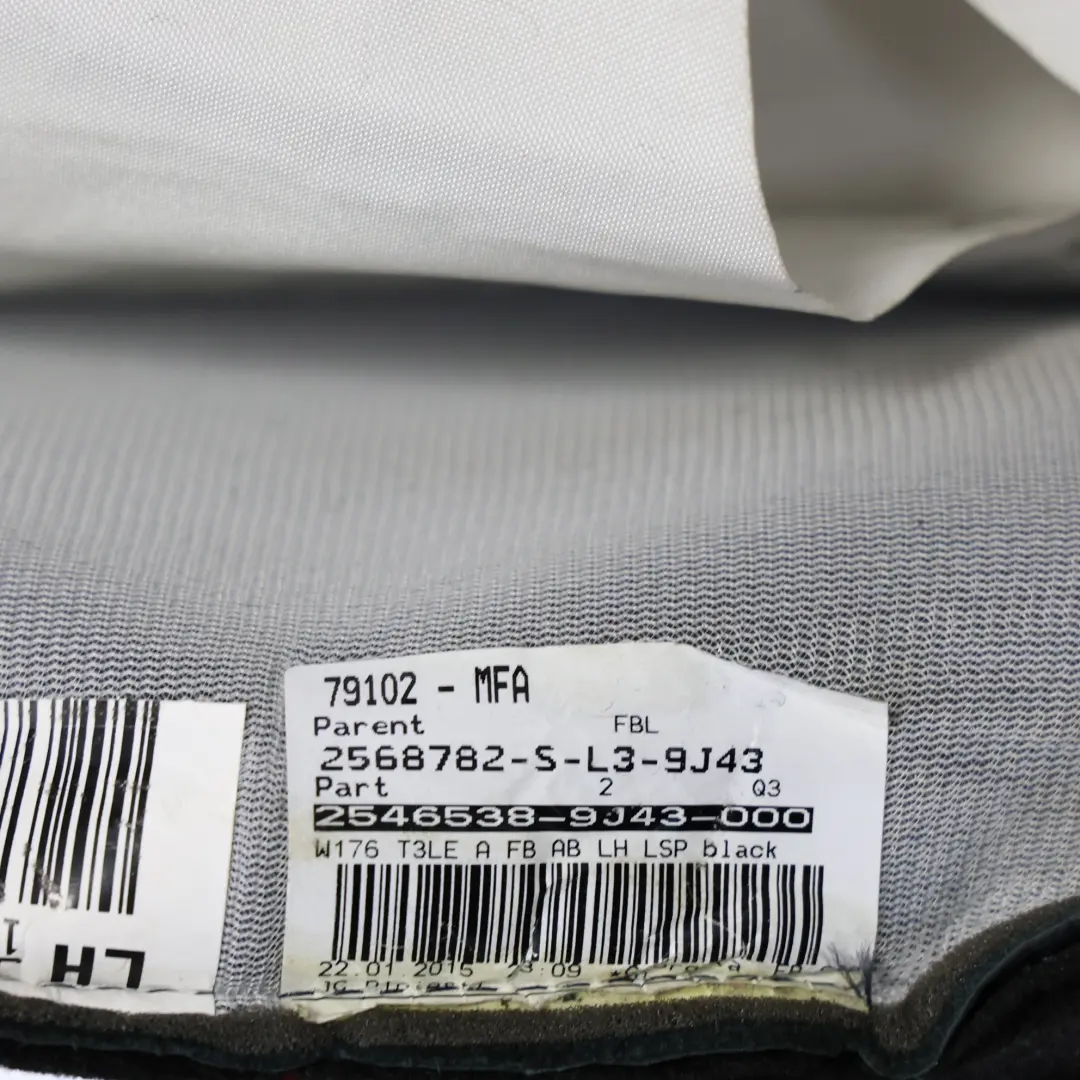 79102 - MFA
Parent FBL
2568782-S-L3-9J43
Part 2 Q3
2546538-9J43-000
W176 T3LE A FB AB LH LSP black
22.01.2015
LH